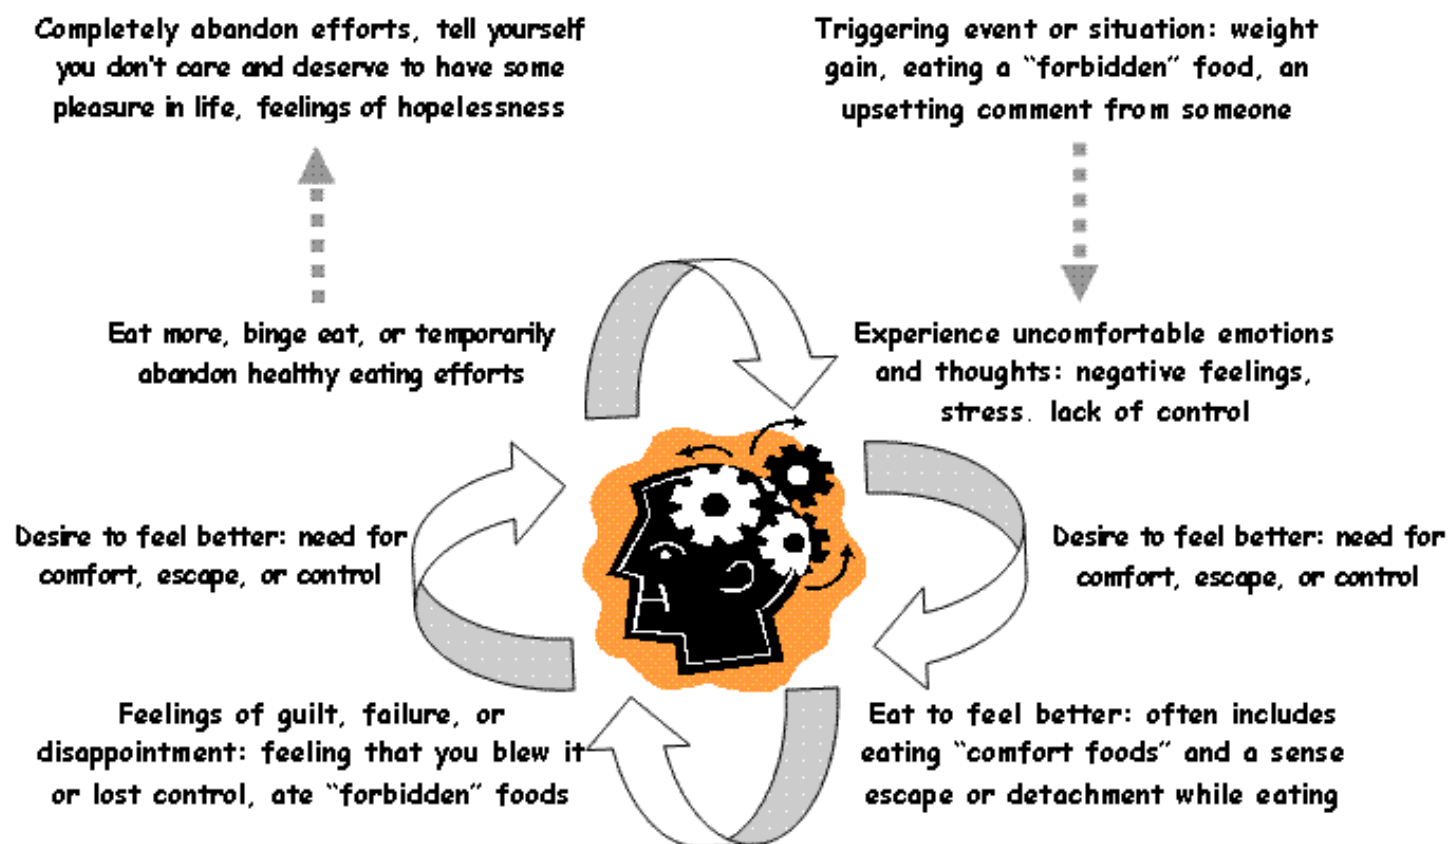 Completely abandon efforts, tell yourself
you don't care and deserve to have some
pleasure in life, feelings of hopelessness
Triggering event or situation: weight
gain, eating a “forbidden” food, an
upsetting comment from someone
Eat more, binge eat, or temporarily
abandon healthy eating efforts
Experience uncomfortable emotions
and thoughts: negative feelings,
stress. lack of control
Desire to feel better: need for
comfort, escape, or control
Desire to feel better: need for
comfort, escape, or control
Feelings of guilt, failure, or
disappointment: feeling that you blew it
or lost control, ate “forbidden” foods
Eat to feel better: often includes
eating “comfort foods” and a sense
escape or detachment while eating